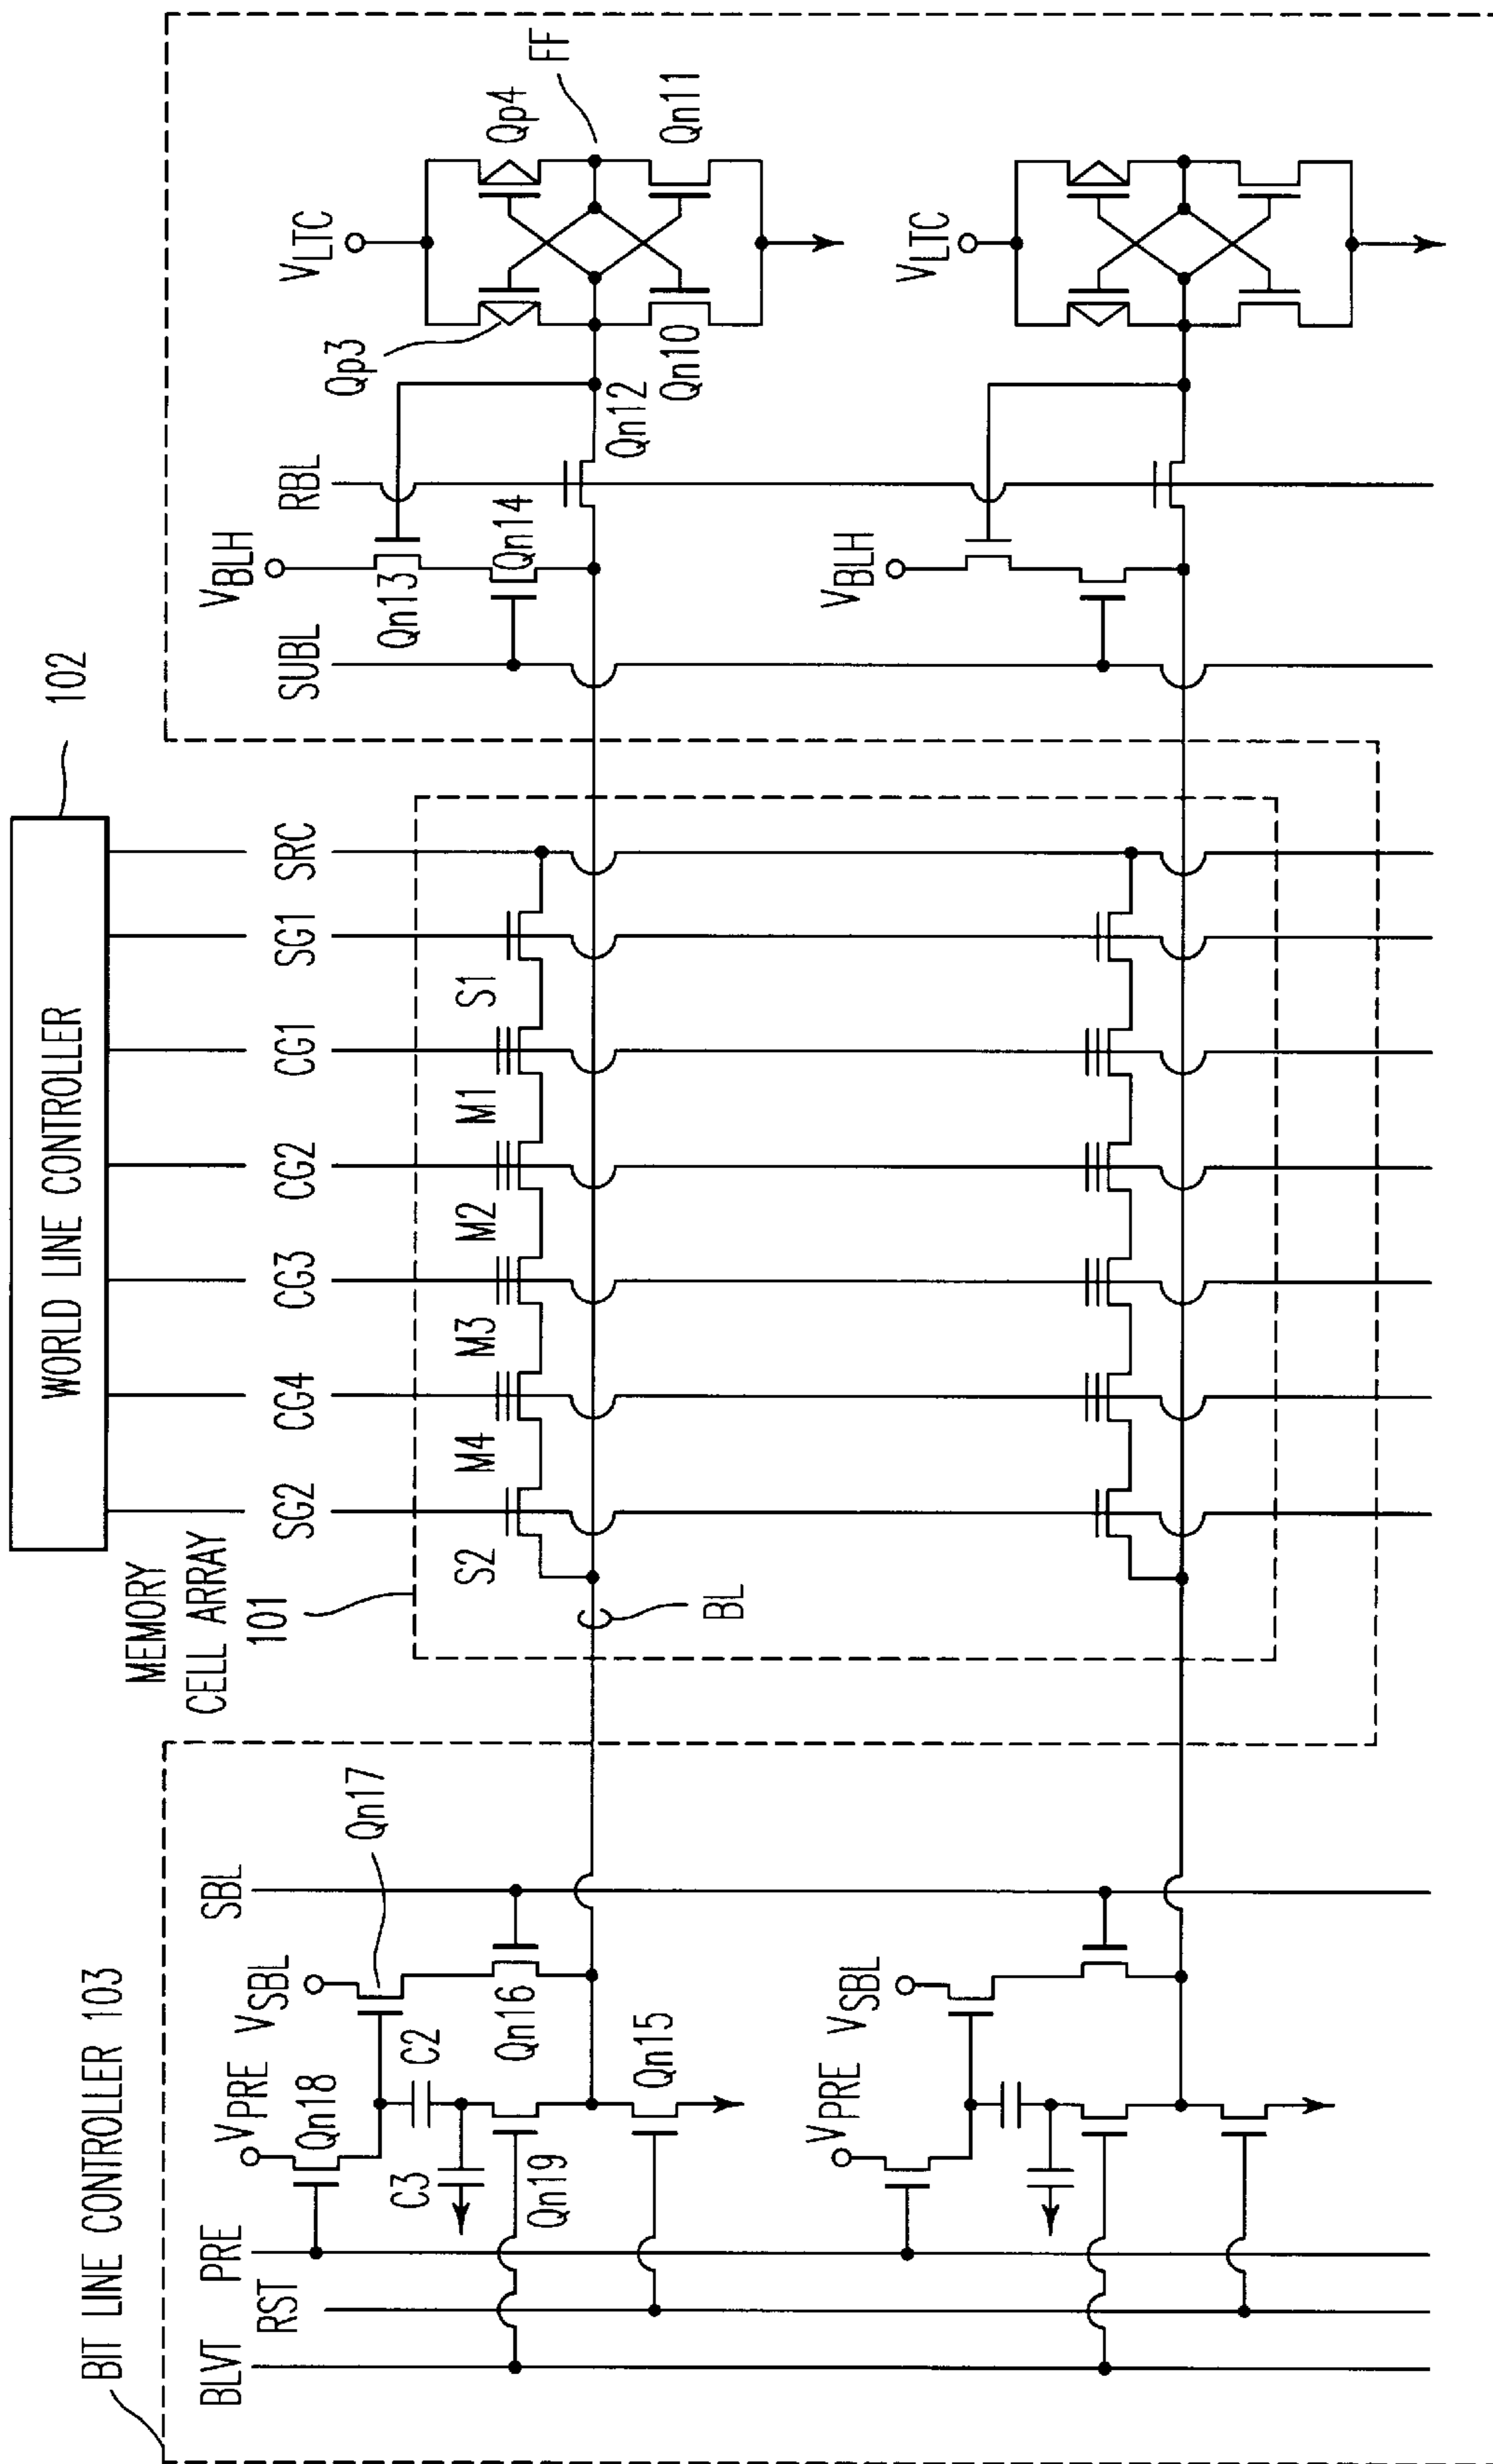 WORLD LINE CONTROLLER
102
BIT LINE CONTROLLER 103
MEMORY
CELL ARRAY
101
BLVT
RST
PRE
VPRE
Qn18
VSBL
SBL
Qn17
C3
C2
Qn19
Qn16
Qn15
SG2
CG4
CG3
CG2
CG1
SG1
SRC
S2
M4
M3
M2
M1
S1
BL
SUBL
VBLH
RBL
Qn13
Qn14
Qn12
VLTC
Qp3
Qp4
FF
Qn10
Qn11
VPRE
VSBL
VBLH
VLTC